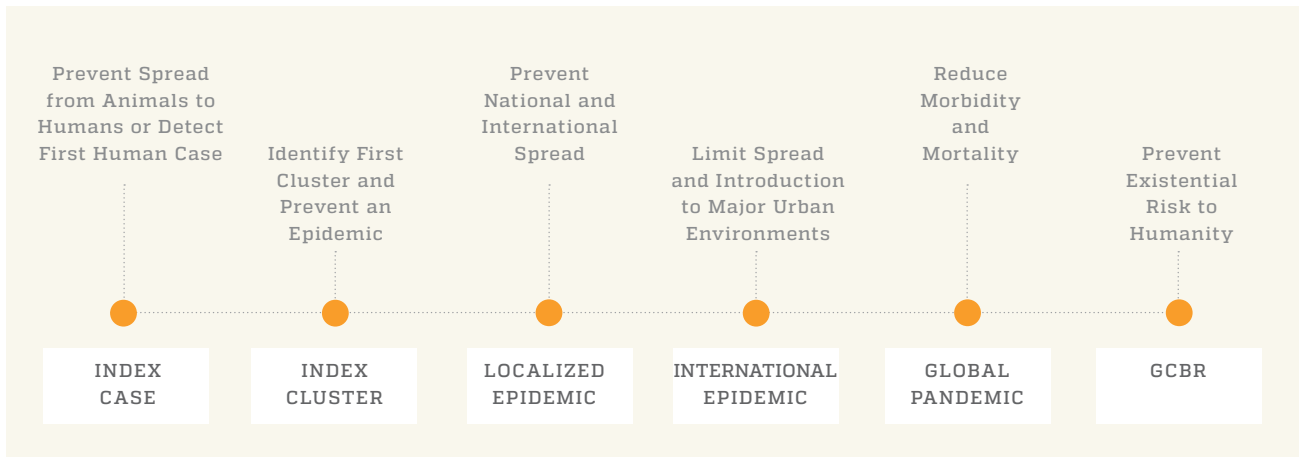 Prevent Spread
from Animals to
Humans or Detect
First Human Case
Identify First
Cluster and
Prevent an
Epidemic
Prevent
National and
International
Spread
Limit Spread
and Introduction
to Major Urban
Environments
Reduce
Morbidity
and
Mortality
Prevent
Existential
Risk to
Humanity
INDEX
CASE
INDEX
CLUSTER
LOCALIZED
EPIDEMIC
INTERNATIONAL
EPIDEMIC
GLOBAL
PANDEMIC
GCBR